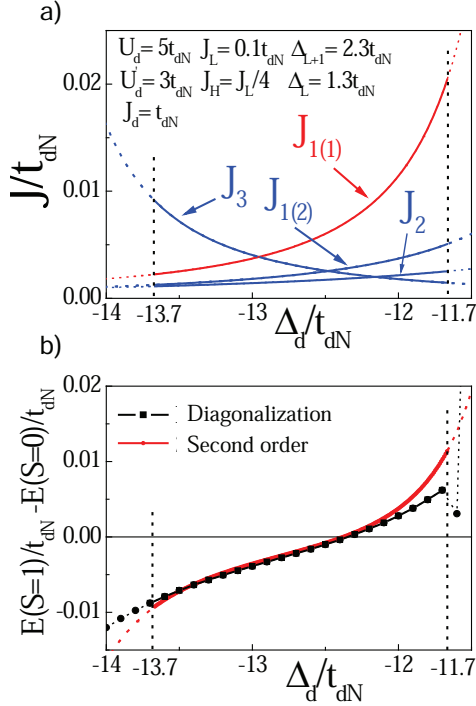 a)
U_d=5t_dN J_L=0.1t_dN Δ_L+1=2.3t_dN
U'_d=3t_dN J_H=J_L/4 Δ_L=1.3t_dN
J_d=t_dN
J/t_dN
0.02
0.01
0.00
J_3
J_1(2)
J_1(1)
J_2
-14 -13.7 -13 -12 -11.7
Δ_d/t_dN
b)
E(S=1)/t_dN -E(S=0)/t_dN
0.02
0.01
0.00
-0.01
Diagonalization
Second order
-14 -13.7 -13 -12 -11.7
Δ_d/t_dN